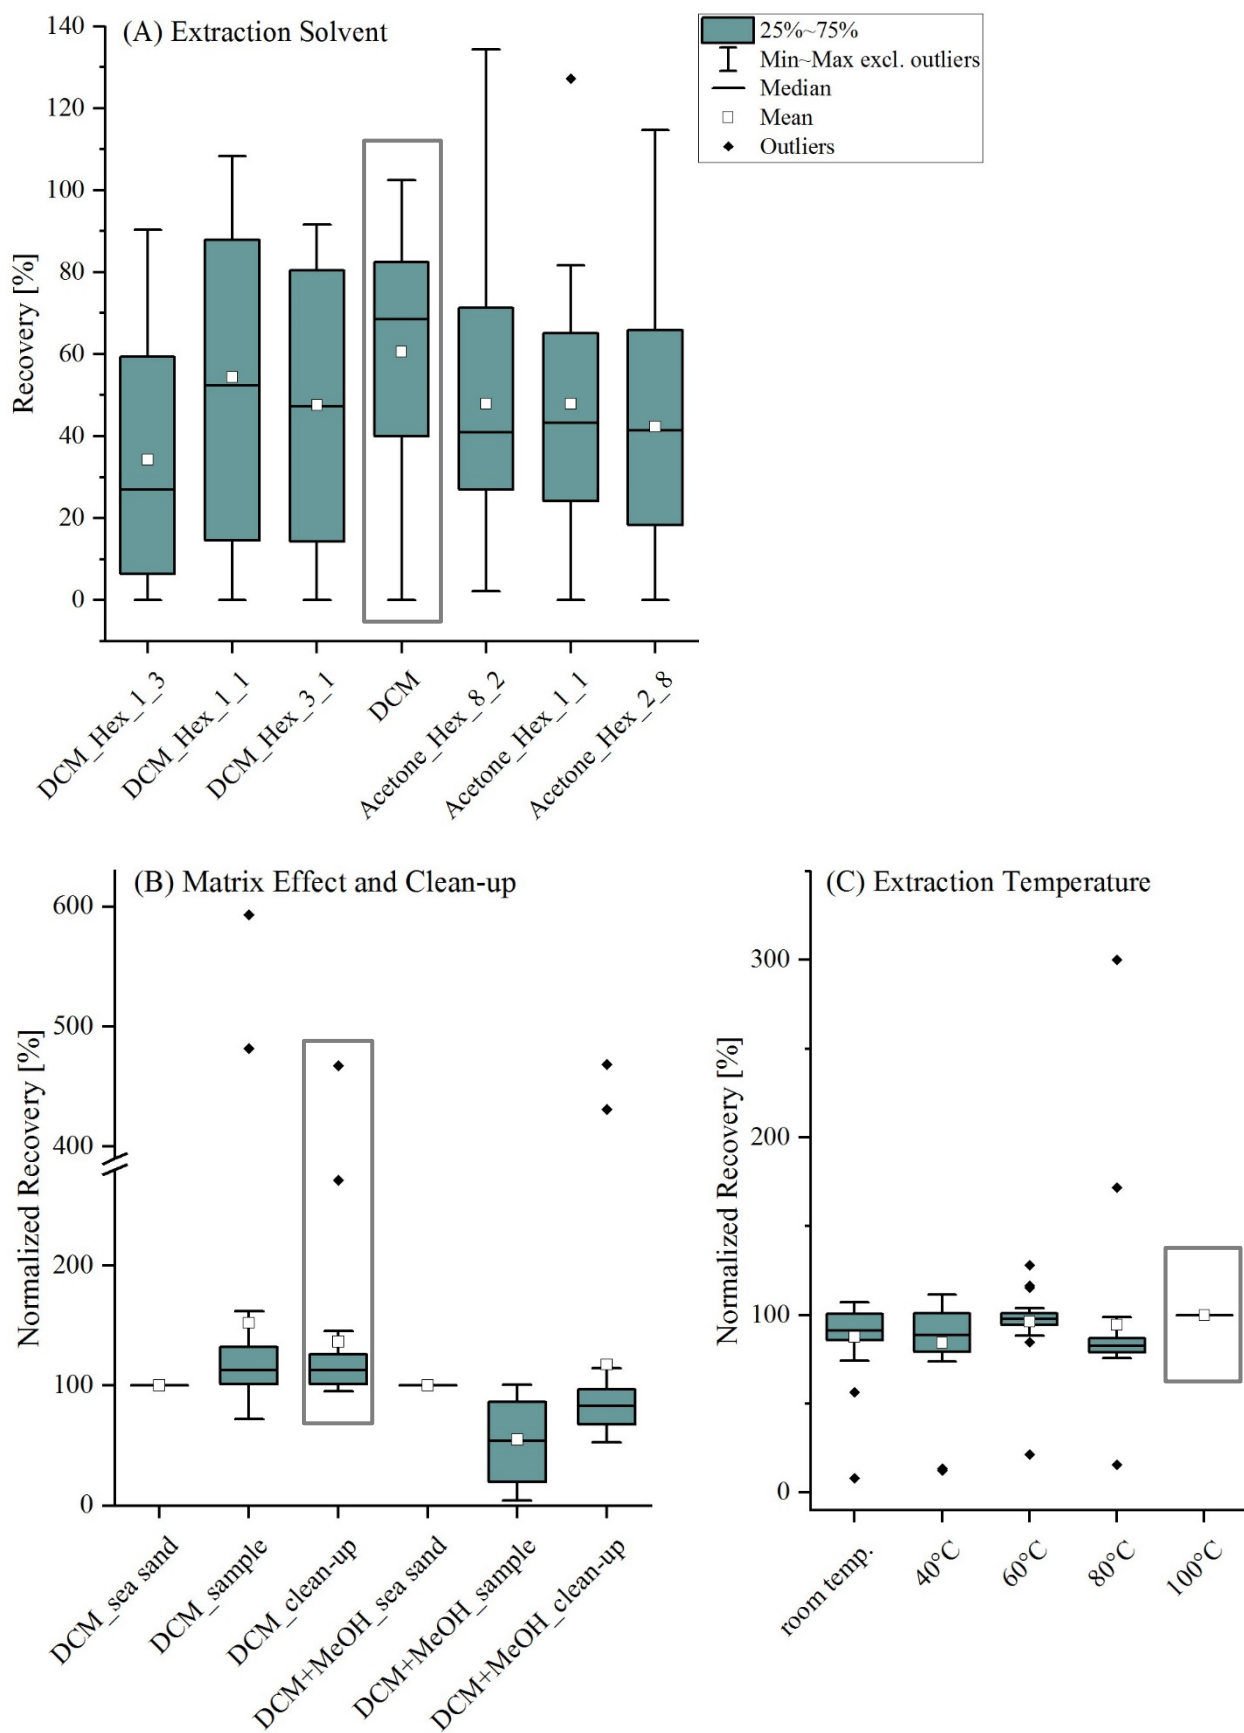 (A) Extraction Solvent
25%~75%
Min~Max excl. outliers
Median
Mean
Outliers
Recovery [%]
140
120
100
80
60
40
20
0
DCM_Hex_1_3
DCM_Hex_1_1
DCM_Hex_3_1
DCM
Acetone_Hex_8_2
Acetone_Hex_1_1
Acetone_Hex_2_8
(B) Matrix Effect and Clean-up
Normalized Recovery [%]
600
500
400
200
100
0
DCM_sea sand
DCM_sample
DCM_clean-up
DCM+MeOH_sea sand
DCM+MeOH_sample
DCM+MeOH_clean-up
(C) Extraction Temperature
Normalized Recovery [%]
300
200
100
0
room temp.
40°C
60°C
80°C
100°C